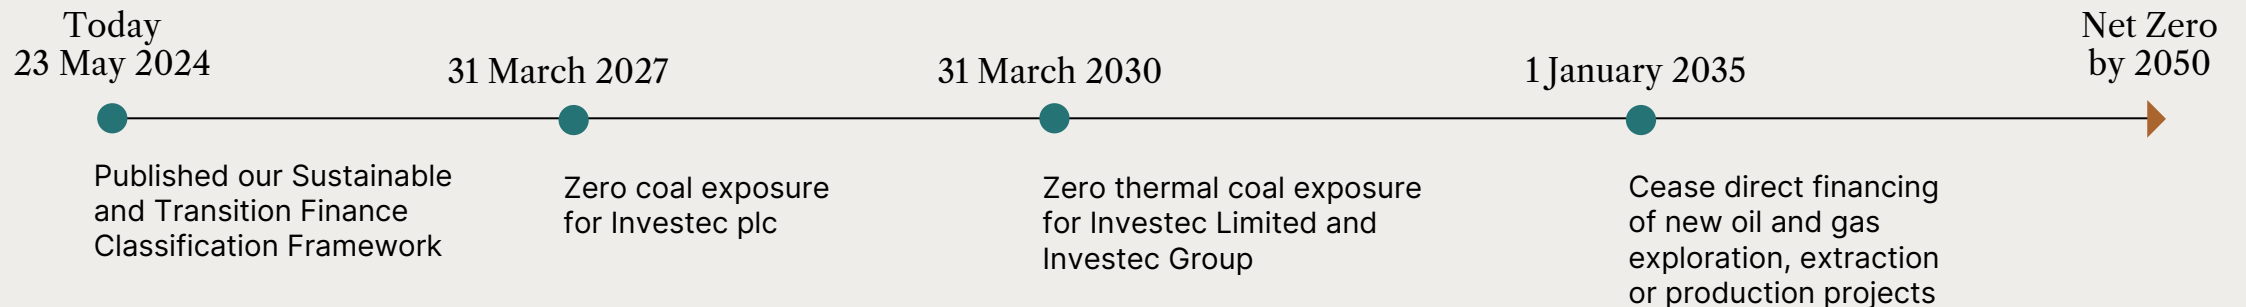 Today
23 May 2024
31 March 2027
31 March 2030
1 January 2035
Net Zero
by 2050
Published our Sustainable
and Transition Finance
Classification Framework
Zero coal exposure
for Investec plc
Zero thermal coal exposure
for Investec Limited and
Investec Group
Cease direct financing
of new oil and gas
exploration, extraction
or production projects